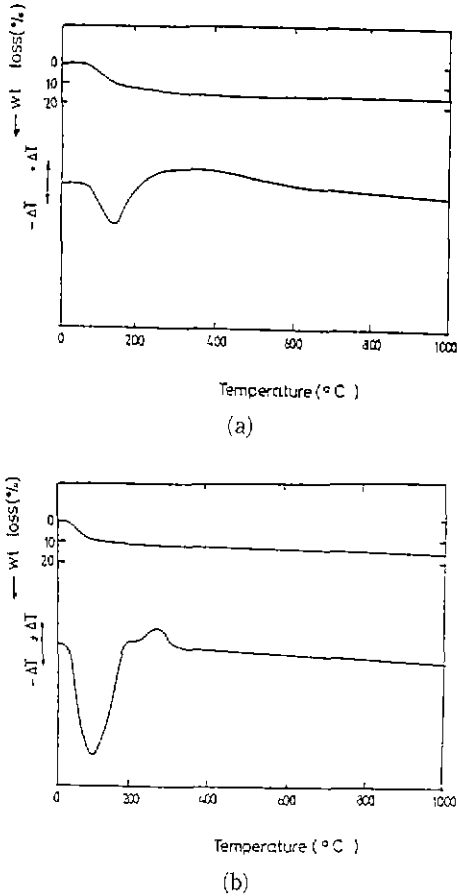 ← wt loss (%)
0
10
20
- ΔT + ΔT
0 200 400 600 800 1000
Temperature (°C )
(a)
← wt loss (%)
0
10
20
- ΔT + ΔT
0 200 400 600 800 1000
Temperature (°C )
(b)